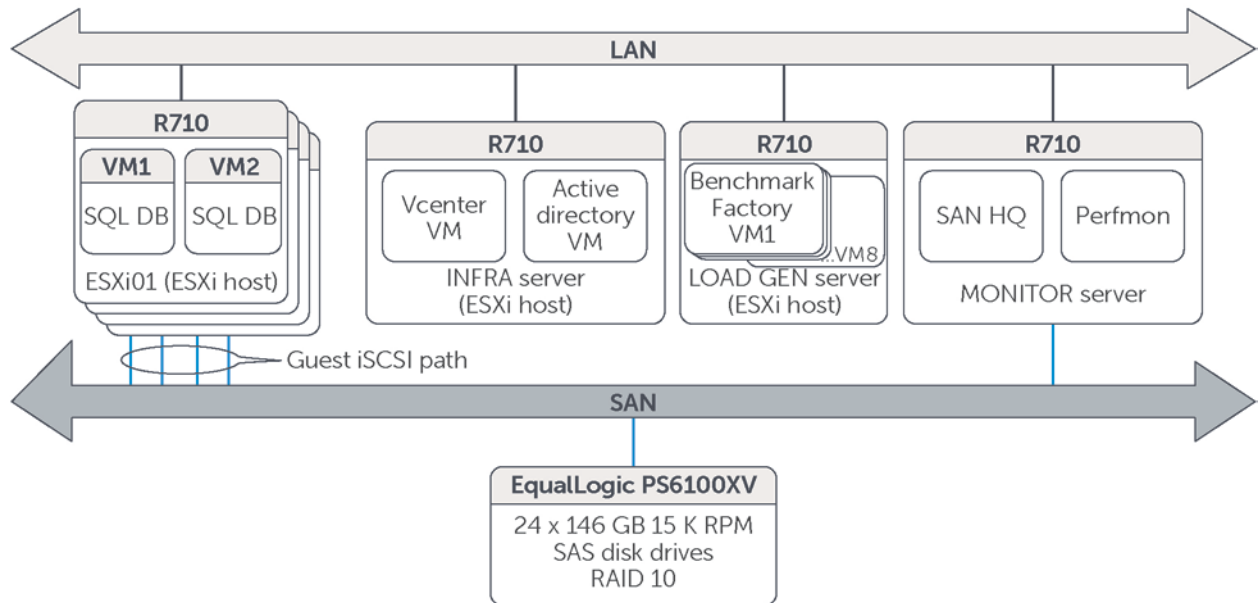 LAN
R710
VM1
SQL DB
VM2
SQL DB
ESXi01 (ESXi host)
R710
Vcenter
VM
Active
directory
VM
INFRA server
(ESXi host)
R710
Benchmark
Factory
VM1
...VM8
LOAD GEN server
(ESXi host)
R710
SAN HQ
Perfmon
MONITOR server
Guest iSCSI path
SAN
EqualLogic PS6100XV
24 x 146 GB 15 K RPM
SAS disk drives
RAID 10